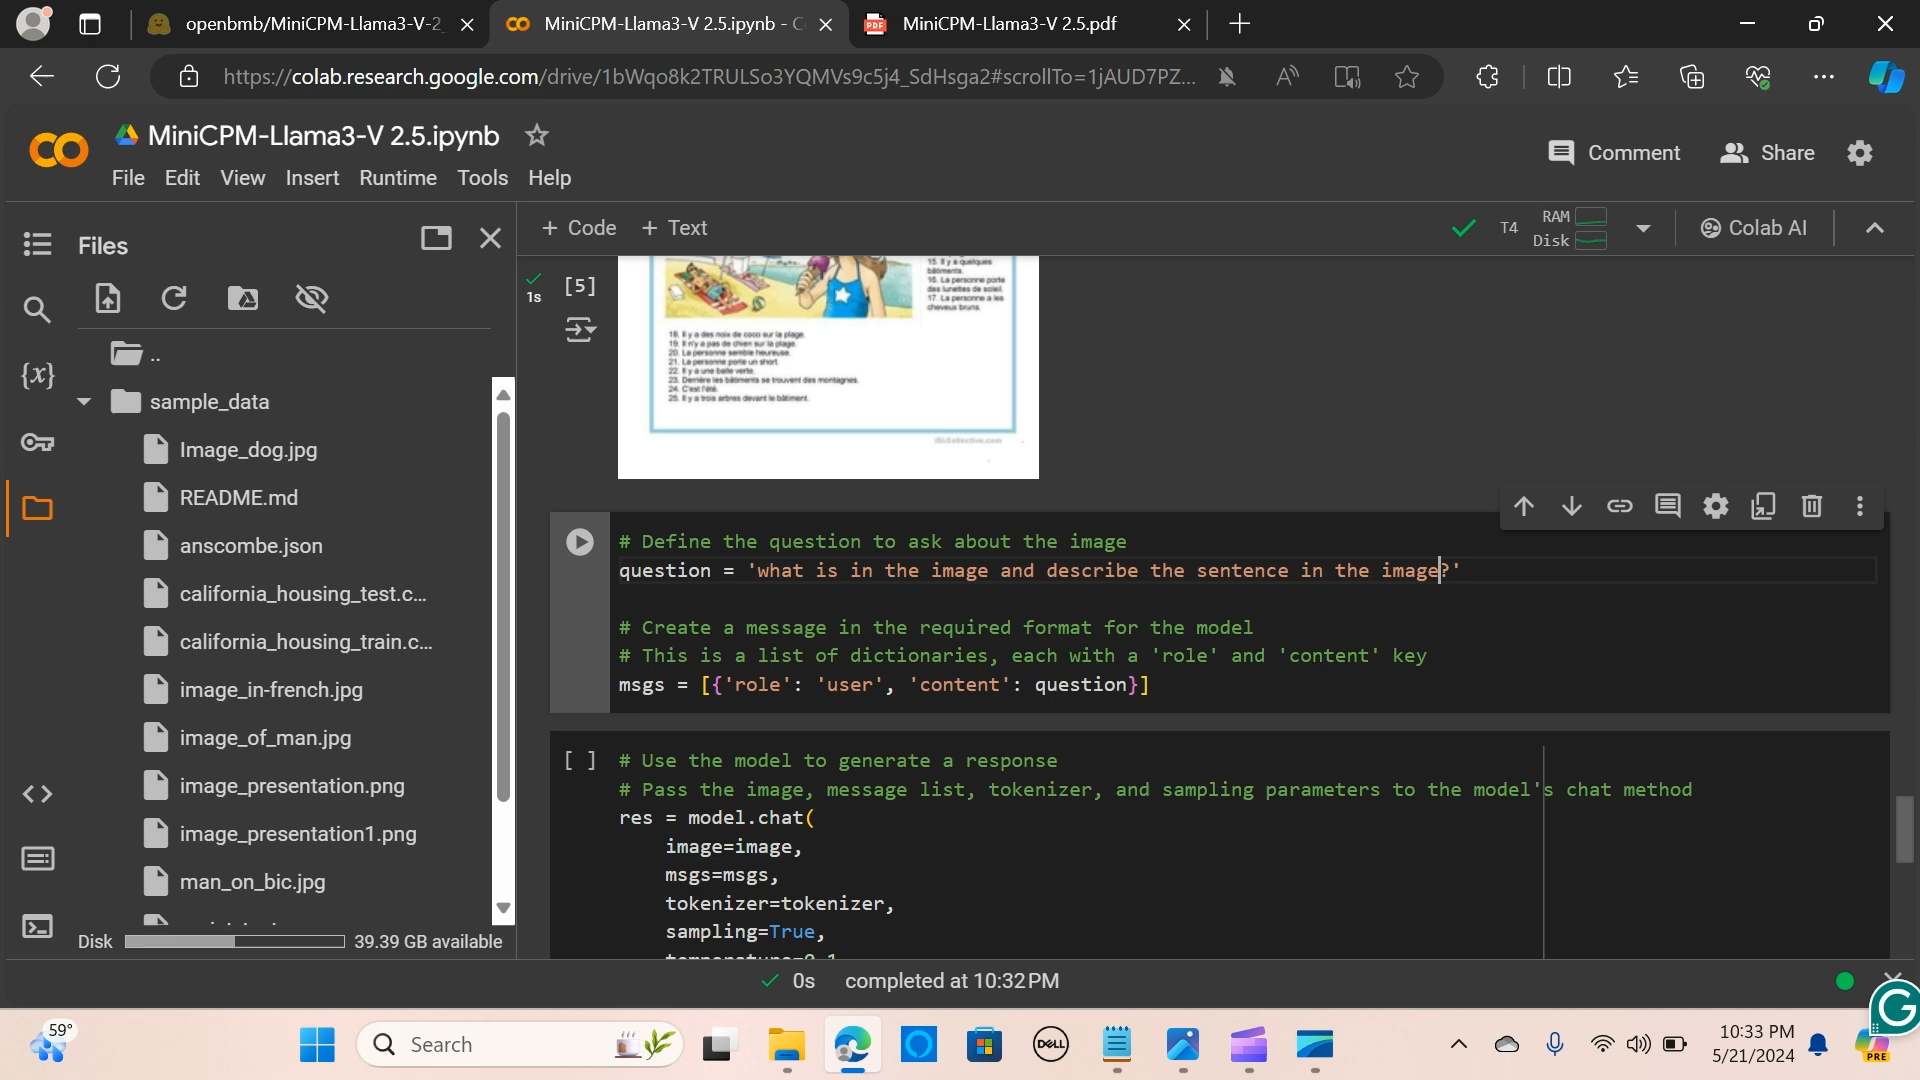 openbmb/MiniCPM-Llama3-V-2_
MiniCPM-Llama3-V 2.5.ipynb - C
MiniCPM-Llama3-V 2.5.pdf
https://colab.research.google.com/drive/1bWqo8k2TRULSo3YQMVs9c5j4_SdHsga2#scrollTo=1jAUD7PZ...
MiniCPM-Llama3-V 2.5.ipynb
Comment
Share
File Edit View Insert Runtime Tools Help
Files
+ Code + Text
T4
RAM
Disk
Colab AI
..
sample_data
Image_dog.jpg
README.md
anscombe.json
california_housing_test.c...
california_housing_train.c...
image_in-french.jpg
image_of_man.jpg
image_presentation.png
image_presentation1.png
man_on_bic.jpg
Disk
39.39 GB available
1s
[5]
15. Il y a quelques
bâtiments.
16. La personne porte
des lunettes de soleil.
17. La personne a les
cheveux bruns.
18. Il y a des noix de coco sur la plage.
19. Il n'y a pas de chien sur la plage.
20. La personne semble heureuse.
21. La personne porte un short.
22. Il y a une balle verte.
23. Derrière les bâtiments se trouvent des montagnes.
24. C'est l'été.
25. Il y a trois arbres devant le bâtiment.
iSLCollective.com
# Define the question to ask about the image
question = 'what is in the image and describe the sentence in the image?'
# Create a message in the required format for the model
# This is a list of dictionaries, each with a 'role' and 'content' key
msgs = [{'role': 'user', 'content': question}]
[ ]
# Use the model to generate a response
# Pass the image, message list, tokenizer, and sampling parameters to the model's chat method
res = model.chat(
image=image,
msgs=msgs,
tokenizer=tokenizer,
sampling=True,
0s completed at 10:32 PM
59°
Search
DELL
10:33 PM
5/21/2024
PRE